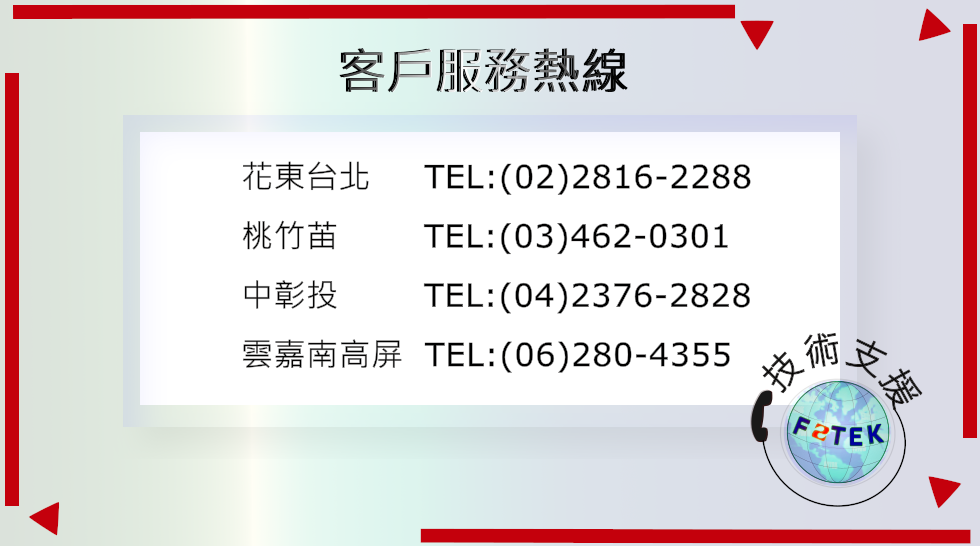 客戶服務熱線
花東台北 TEL:(02)2816-2288
桃竹苗 TEL:(03)462-0301
中彰投 TEL:(04)2376-2828
雲嘉南高屏 TEL:(06)280-4355
技術支援
F2TEK